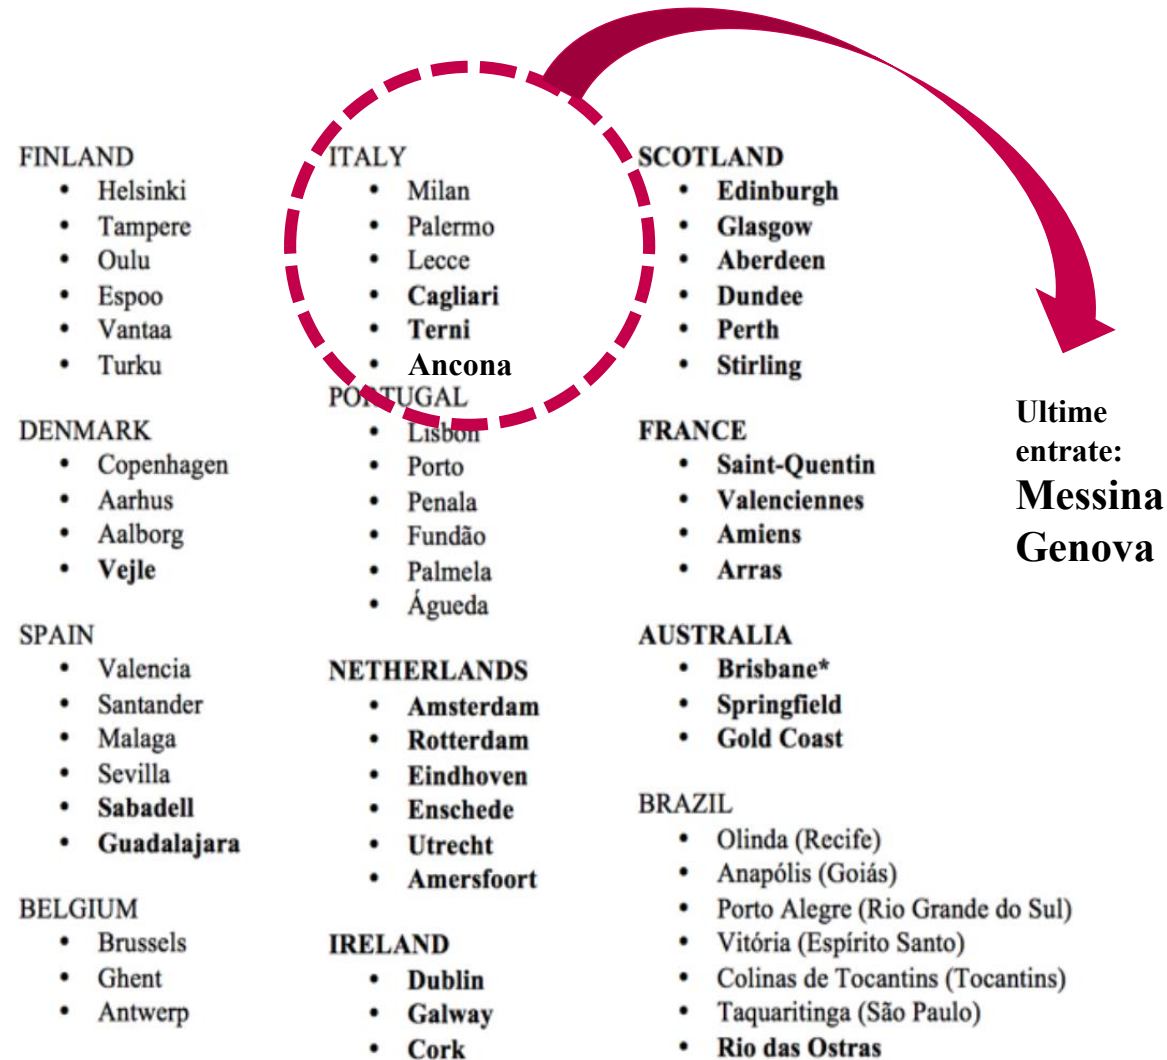 FINLAND
• Helsinki
• Tampere
• Oulu
• Espoo
• Vantaa
• Turku
DENMARK
• Copenhagen
• Aarhus
• Aalborg
• Vejle
SPAIN
• Valencia
• Santander
• Malaga
• Sevilla
• Sabadell
• Guadalajara
BELGIUM
• Brussels
• Ghent
• Antwerp
ITALY
• Milan
• Palermo
• Lecce
• Cagliari
• Terni
• Ancona
PORTUGAL
• Lisbon
• Porto
• Penala
• Fundão
• Palmela
• Águeda
NETHERLANDS
• Amsterdam
• Rotterdam
• Eindhoven
• Enschede
• Utrecht
• Amersfoort
IRELAND
• Dublin
• Galway
• Cork
SCOTLAND
• Edinburgh
• Glasgow
• Aberdeen
• Dundee
• Perth
• Stirling
FRANCE
• Saint-Quentin
• Valenciennes
• Amiens
• Arras
AUSTRALIA
• Brisbane*
• Springfield
• Gold Coast
BRAZIL
• Olinda (Recife)
• Anapólis (Goiás)
• Porto Alegre (Rio Grande do Sul)
• Vitória (Espírito Santo)
• Colinas de Tocantins (Tocantins)
• Taquaritinga (São Paulo)
• Rio das Ostras
Ultime
entrate:
Messina
Genova